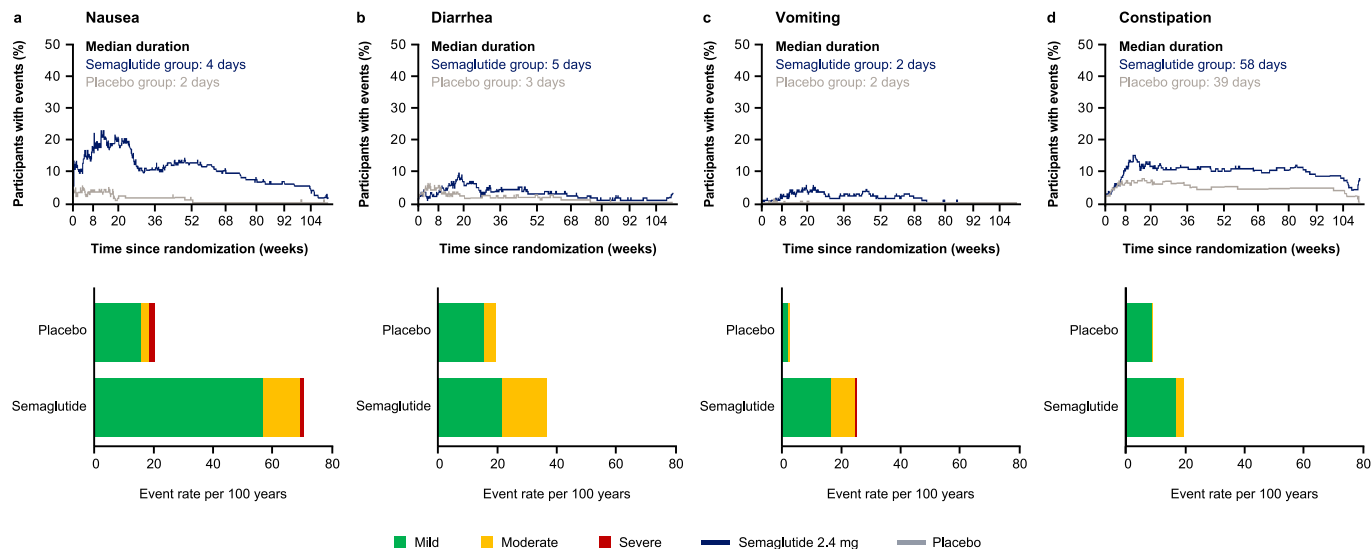 a Nausea
Participants with events (%)
50
40
30
20
10
0
Median duration
Semaglutide group: 4 days
Placebo group: 2 days
0 8 20 36 52 68 80 92 104
Time since randomization (weeks)
b Diarrhea
Participants with events (%)
50
40
30
20
10
0
Median duration
Semaglutide group: 5 days
Placebo group: 3 days
0 8 20 36 52 68 80 92 104
Time since randomization (weeks)
c Vomiting
Participants with events (%)
50
40
30
20
10
0
Median duration
Semaglutide group: 2 days
Placebo group: 2 days
0 8 20 36 52 68 80 92 104
Time since randomization (weeks)
d Constipation
Participants with events (%)
50
40
30
20
10
0
Median duration
Semaglutide group: 58 days
Placebo group: 39 days
0 8 20 36 52 68 80 92 104
Time since randomization (weeks)
Placebo
Semaglutide
0 20 40 60 80
Event rate per 100 years
Placebo
Semaglutide
0 20 40 60 80
Event rate per 100 years
Placebo
Semaglutide
0 20 40 60 80
Event rate per 100 years
Placebo
Semaglutide
0 20 40 60 80
Event rate per 100 years
Mild Moderate Severe Semaglutide 2.4 mg Placebo